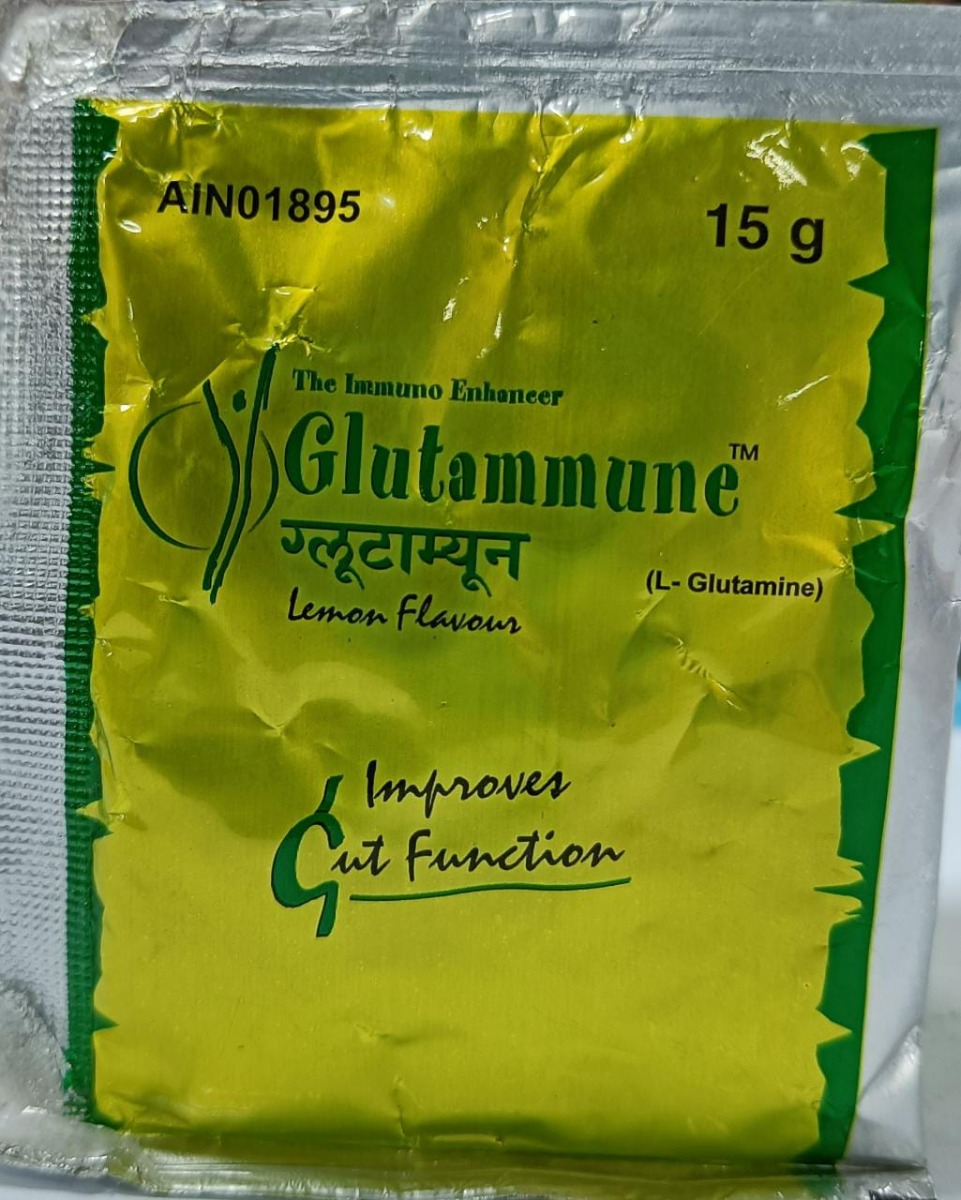 AIN01895
15 g
The Immuno Enhancer
Glutammune™
ग्लूटाम्यून
(L- Glutamine)
Lemon Flavour
Improves
Gut Function